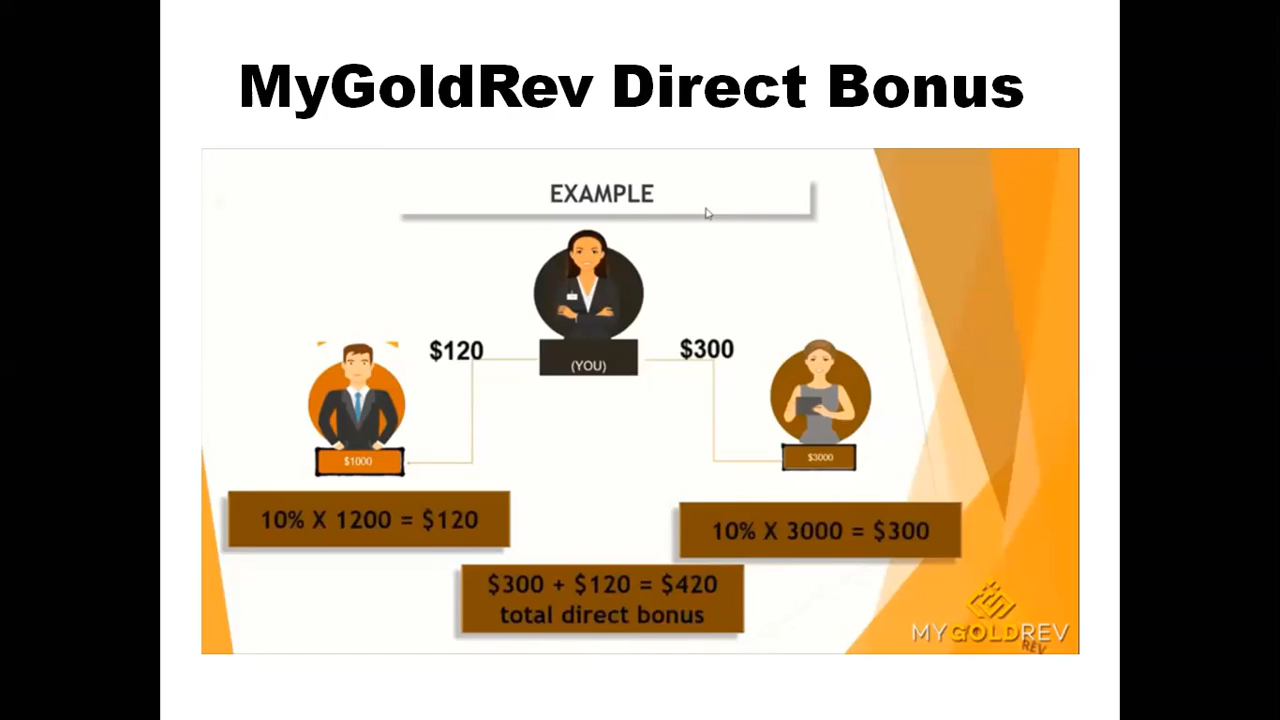 MyGoldRev Direct Bonus
EXAMPLE
$120
$300
(YOU)
$1000
$3000
10% X 1200 = $120
10% X 3000 = $300
$300 + $120 = $420
total direct bonus
MYGOLDREV
REV